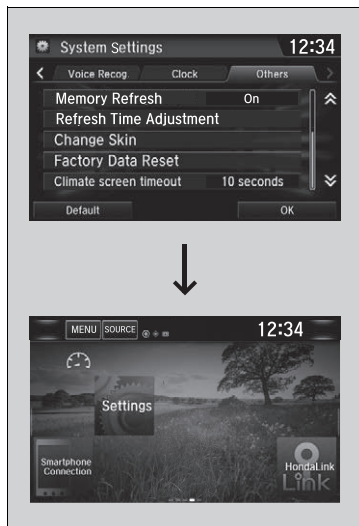 System Settings 12:34
Voice Recog. Clock Others
Memory Refresh On
Refresh Time Adjustment
Change Skin
Factory Data Reset
Climate screen timeout 10 seconds
Default OK
MENU SOURCE 12:34
Settings
Smartphone
Connection
HondaLink
Link